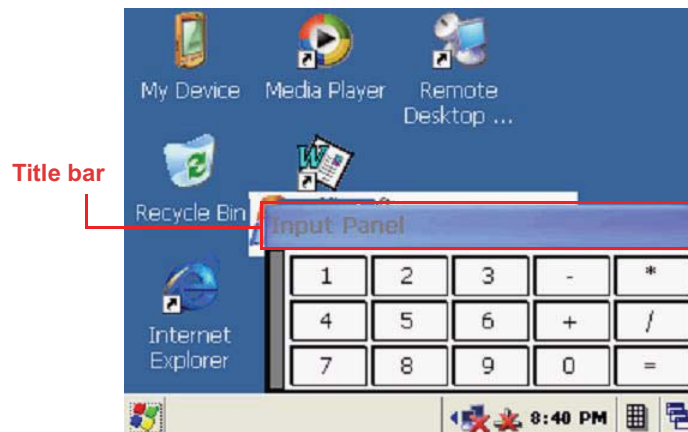 My Device Media Player Remote
Desktop ...
Title bar
Recycle Bin
Input Panel
1 2 3 - *
4 5 6 + /
7 8 9 0 =
Internet
Explorer
8:40 PM